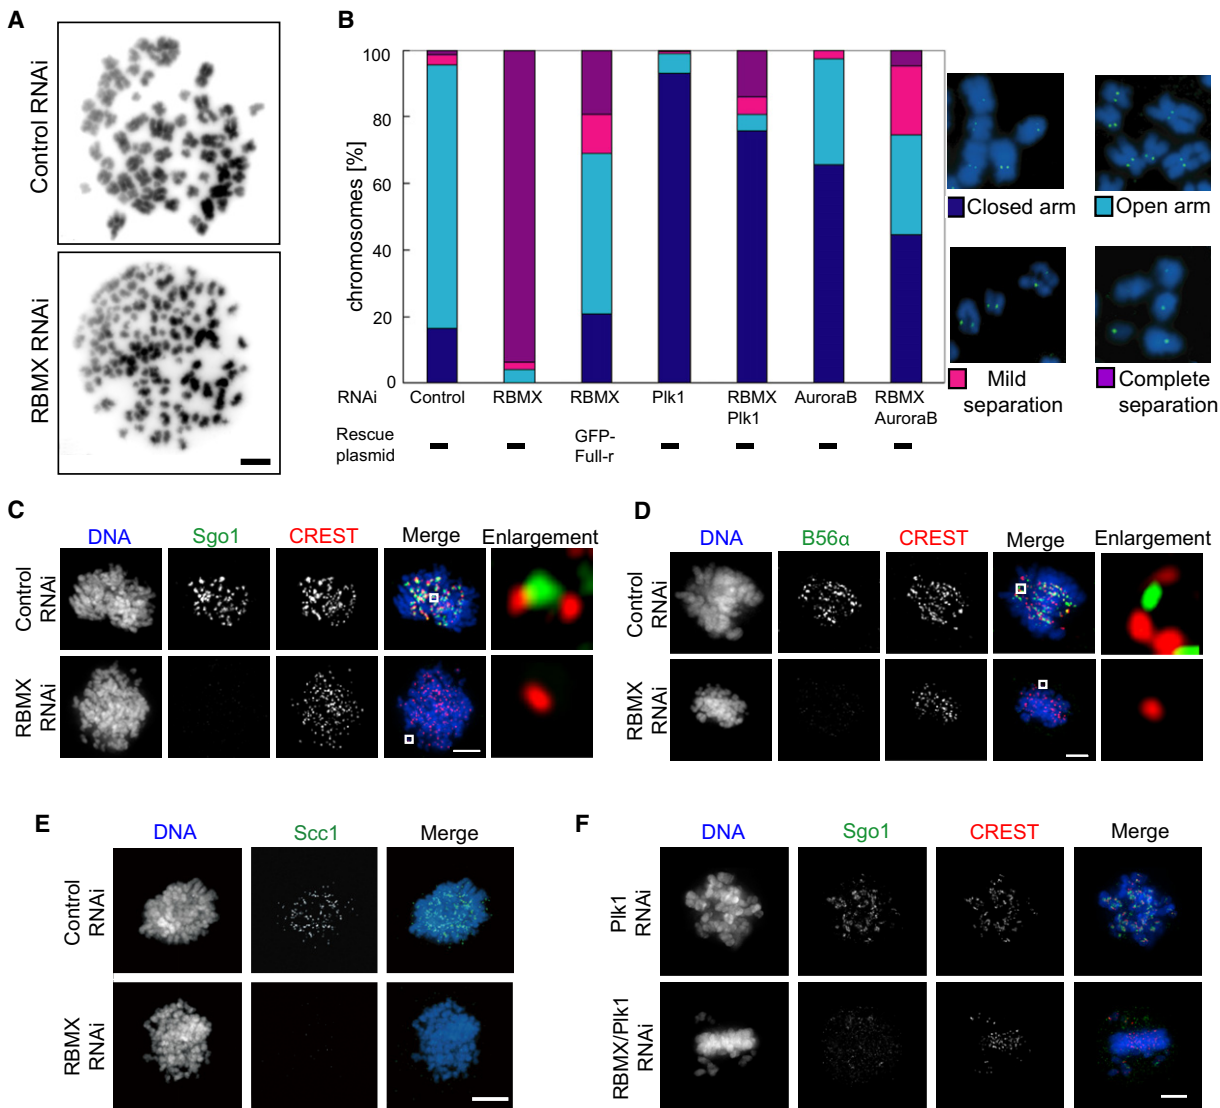 A
Control RNAi
RBMX RNAi
B
chromosomes [%]
100
80
60
40
20
0
RNAi Control RBMX RBMX Plk1 RBMX AuroraB RBMX
Plk1 AuroraB
Rescue GFP-
plasmid Full-r
Closed arm
Open arm
Mild
separation
Complete
separation
C
DNA Sgo1 CREST Merge Enlargement
Control
RNAi
RBMX
RNAi
D
DNA B56α CREST Merge Enlargement
Control
RNAi
RBMX
RNAi
E
DNA Scc1 Merge
Control
RNAi
RBMX
RNAi
F
DNA Sgo1 CREST Merge
Plk1
RNAi
RBMX/Plk1
RNAi